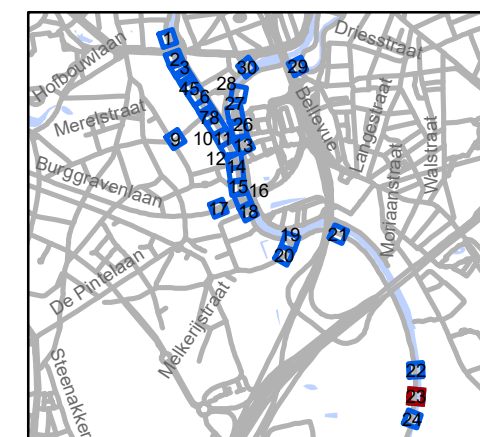 1
Driesstraat
Hofbouwlaan
2
3
30
29
28
4
5
6
27
Bellevue
Langestraat
Merelstraat
7
8
26
Walstraat
9
10
11
13
12
14
Burggravenlaan
15
16
Moriaanstraat
17
18
19
20
21
De Pintelaan
Melkerijstraat
Steenakker
22
23
24